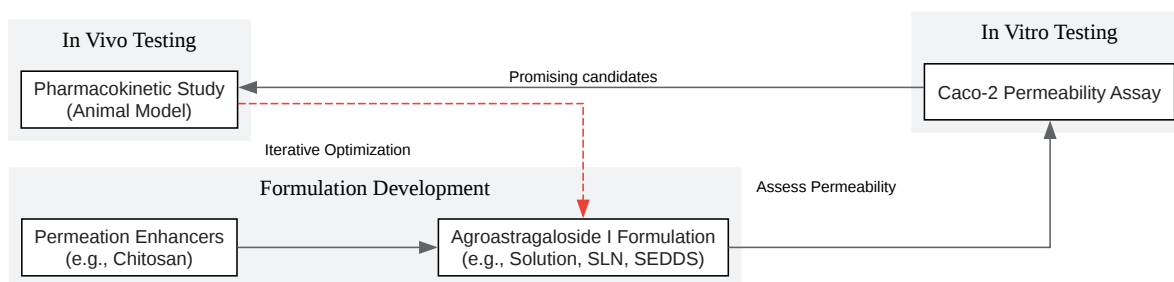 In Vivo Testing
Pharmacokinetic Study
(Animal Model)
Promising candidates
In Vitro Testing
Caco-2 Permeability Assay
Iterative Optimization
Assess Permeability
Formulation Development
Permeation Enhancers
(e.g., Chitosan)
Agroastragaloside I Formulation
(e.g., Solution, SLN, SEDDS)